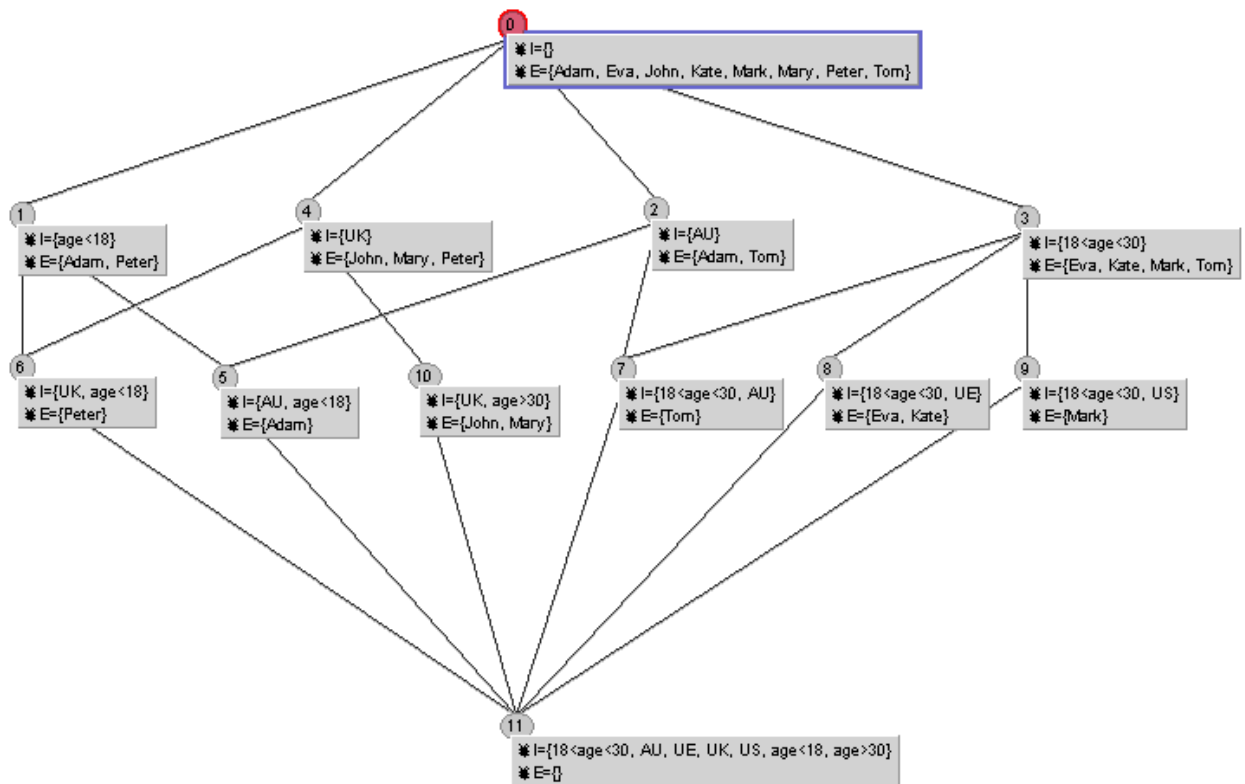 0
I={}
E={Adam, Eva, John, Kate, Mark, Mary, Peter, Tom}
1
I={age<18}
E={Adam, Peter}
4
I={UK}
E={John, Mary, Peter}
2
I={AU}
E={Adam, Tom}
3
I={18<age<30}
E={Eva, Kate, Mark, Tom}
6
I={UK, age<18}
E={Peter}
5
I={AU, age<18}
E={Adam}
10
I={UK, age>30}
E={John, Mary}
7
I={18<age<30, AU}
E={Tom}
8
I={18<age<30, UE}
E={Eva, Kate}
9
I={18<age<30, US}
E={Mark}
11
I={18<age<30, AU, UE, UK, US, age<18, age>30}
E={}